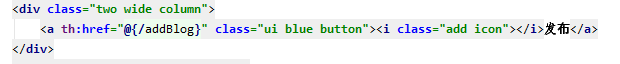 <div class="two wide column">
<a th:href="@{/addBlog}" class="ui blue button"><i class="add icon"></i>发布</a>
</div>